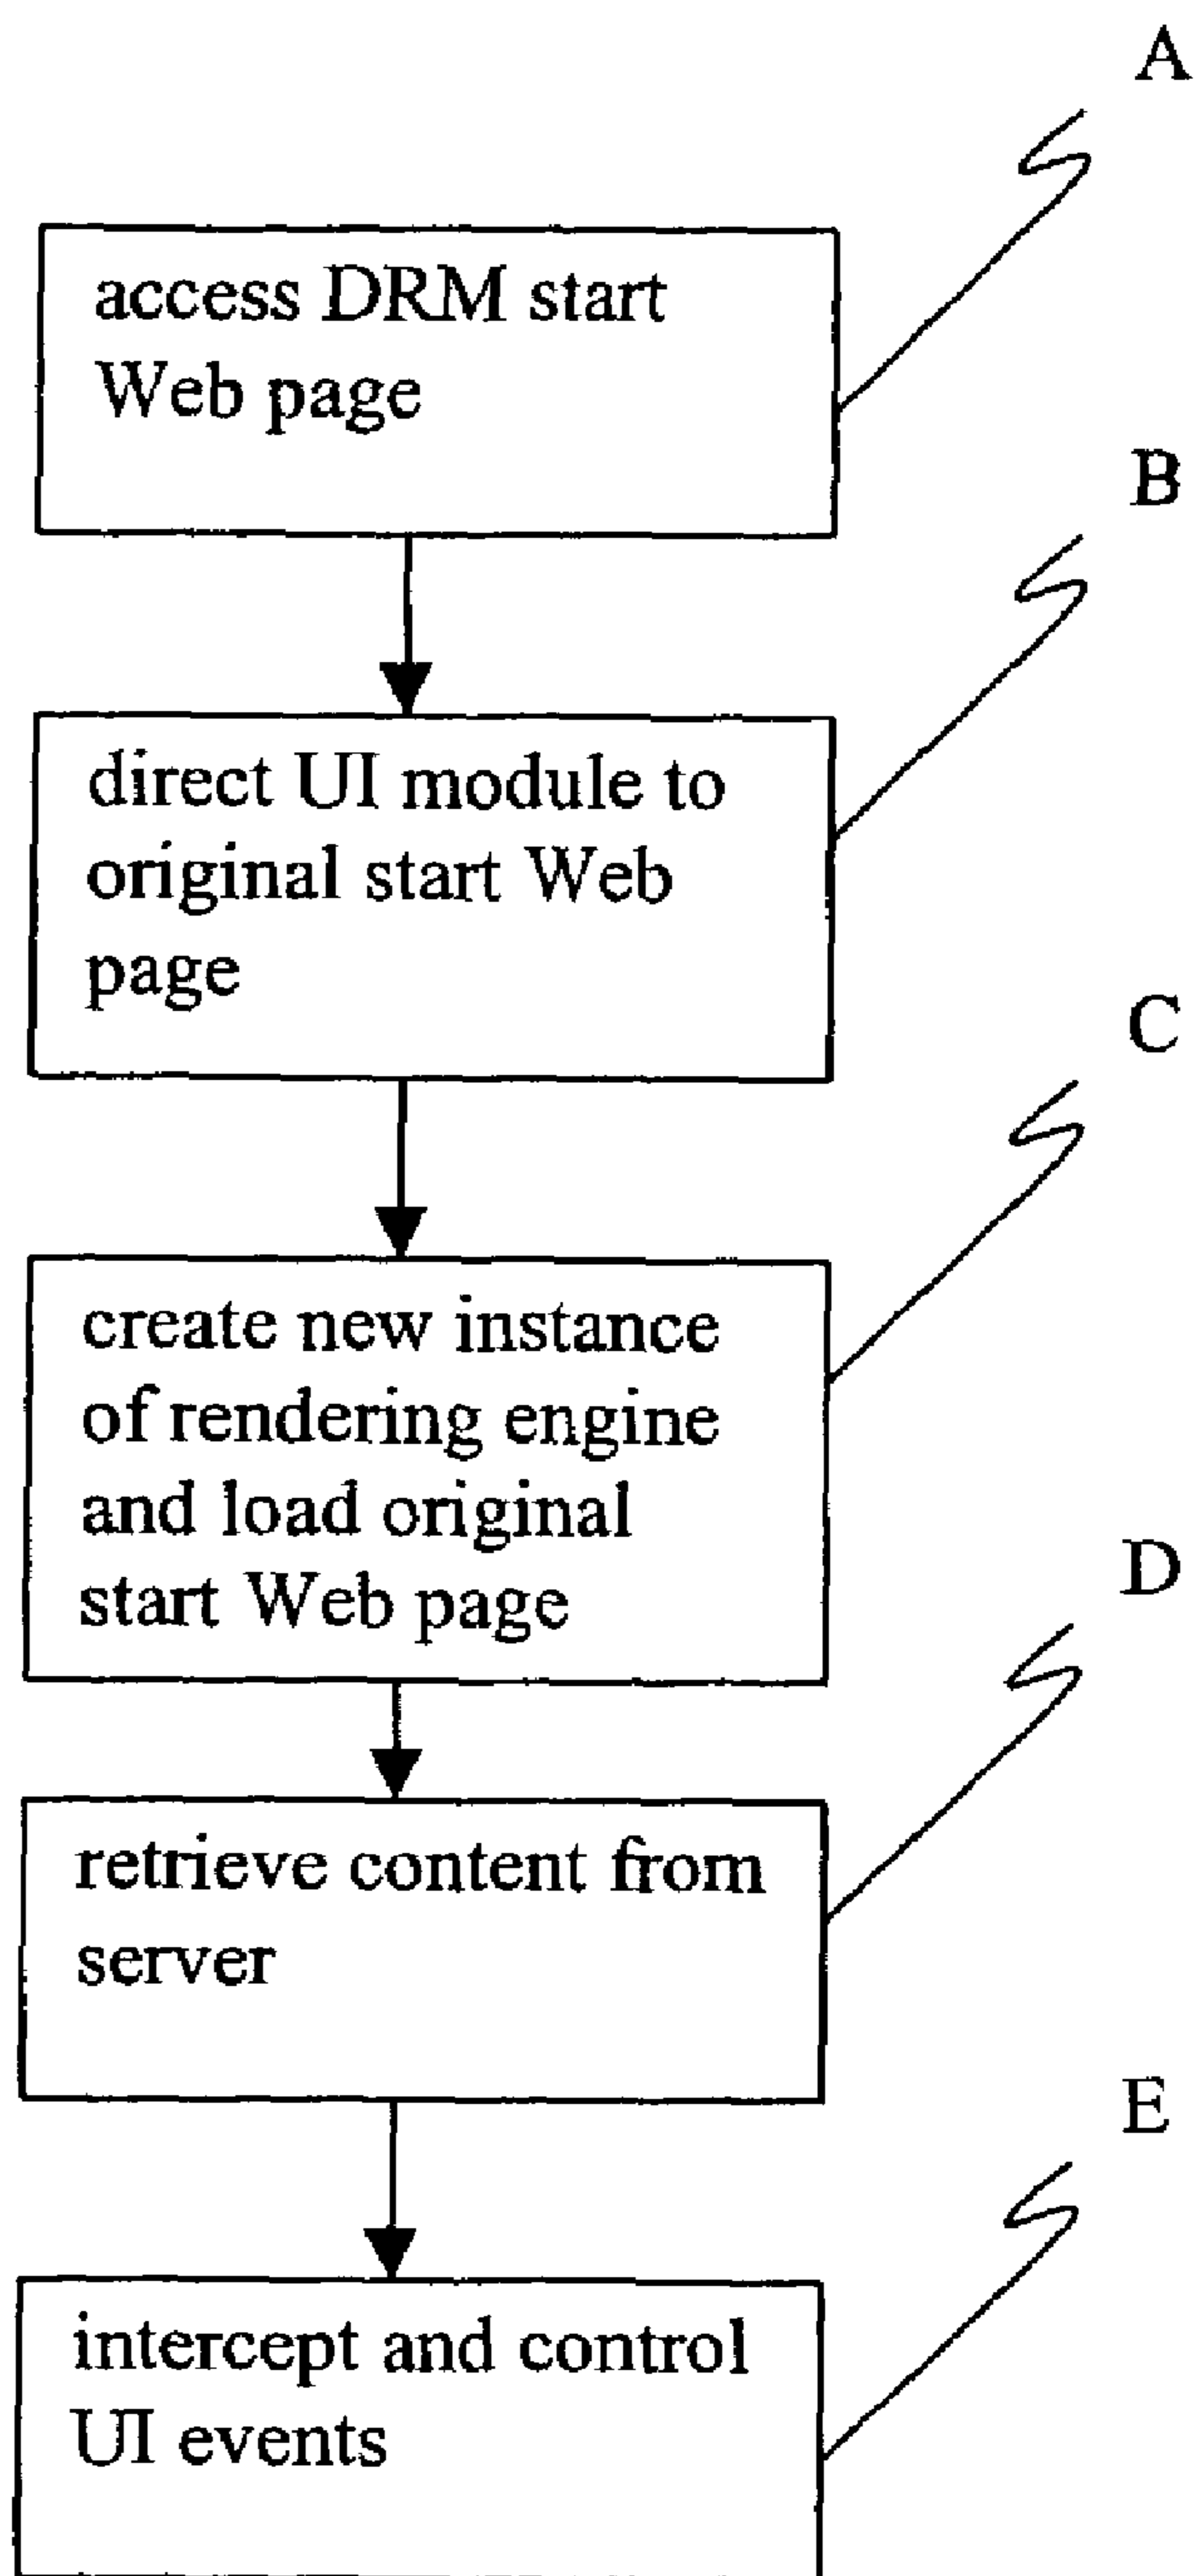 A
access DRM start
Web page
B
direct UI module to
original start Web
page
C
create new instance
of rendering engine
and load original
start Web page
D
retrieve content from
server
E
intercept and control
UI events